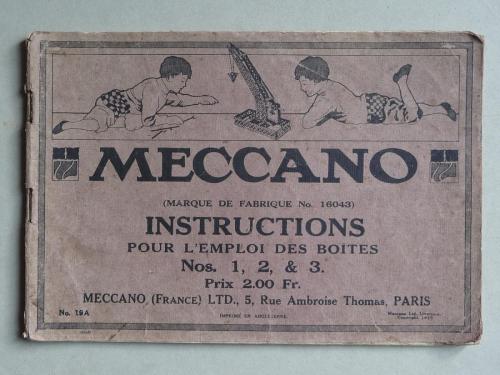 MECCANO
(MARQUE DE FABRIQUE No. 16043)
INSTRUCTIONS
POUR L'EMPLOI DES BOITES
Nos. 1, 2, & 3.
Prix 2.00 Fr.
MECCANO (FRANCE) LTD., 5, Rue Ambroise Thomas, PARIS
No. 19A
IMPRIMÉ EN ANGLETERRE
Meccano Ltd. Liverpool
Copyright